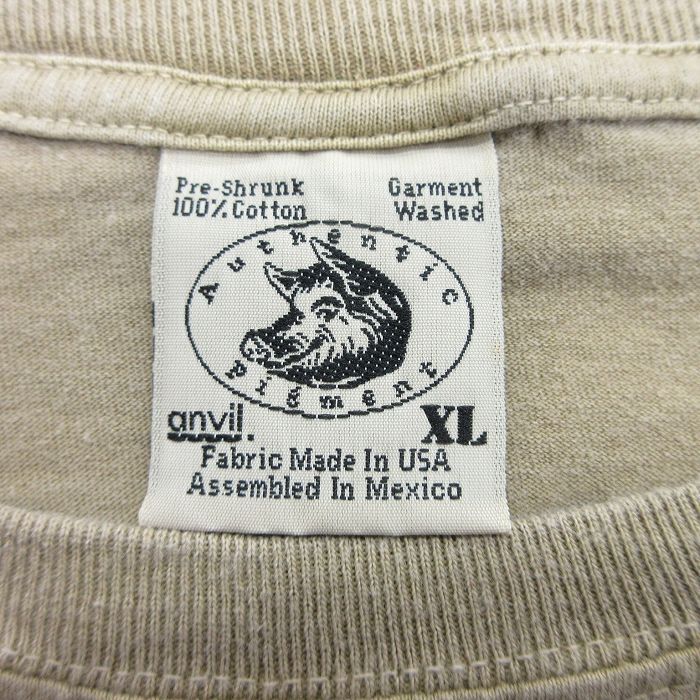 Pre-Shrunk
100% Cotton
Garment
Washed
Authentic
Pigment
anvil.
XL
Fabric Made In USA
Assembled In Mexico